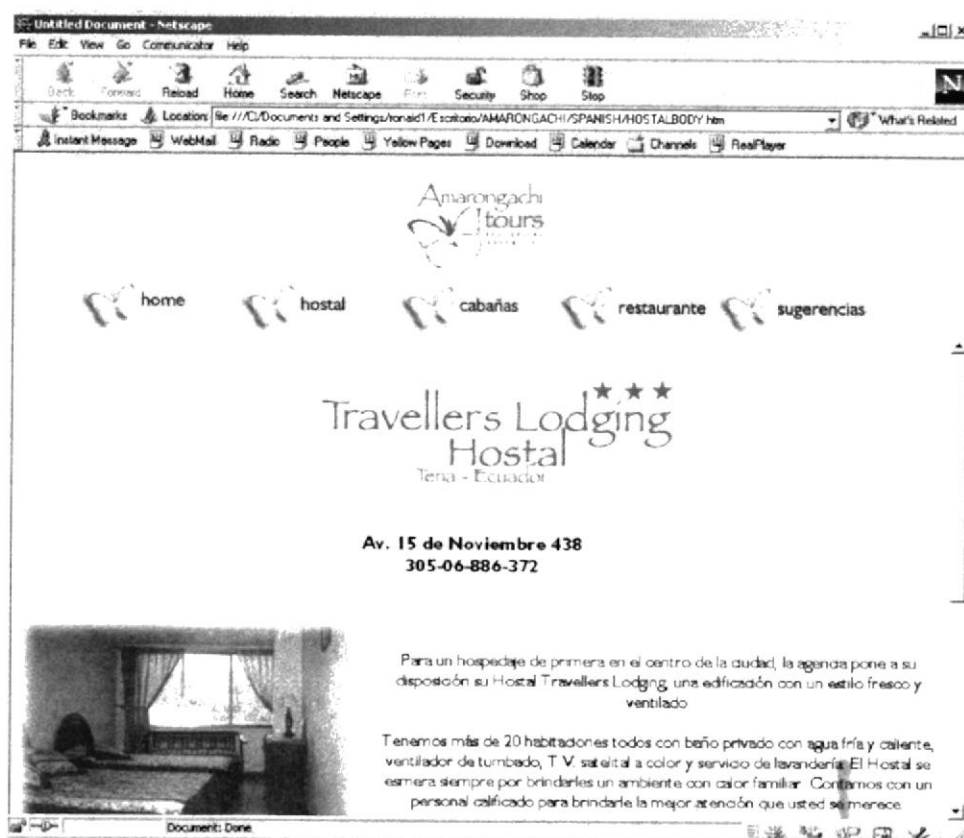 Untitled Document - Netscape
File Edit View Go Communicator Help
Back Forward Reload Home Search Netscape Print Security Shop Stop
N
Bookmarks Location: file:///C/Documents and Settings/ronald1/Escritorio/AMARONGACHI/SPANISH/HOSTALBODY.htm What's Related
Instant Message WebMail Radio People Yellow Pages Download Calendar Channels RealPlayer
Amarongachi
tours
home hostal cabañas restaurante sugerencias
Travellers Lodging
Hostal
Tena - Ecuador
Av. 15 de Noviembre 438
305-06-886-372
Para un hospedaje de primera en el centro de la ciudad, la agencia pone a su
disposición su Hostal Travellers Lodging, una edificación con un estilo fresco y
ventilado
Tenemos más de 20 habitaciones todos con baño privado con agua fría y caliente,
ventilador de tumbado, T.V. satelital a color y servicio de lavandería. El Hostal se
esmera siempre por brindarles un ambiente con calor familiar. Contamos con un
personal calificado para brindarle la mejor atención que usted se merece
Document: Done